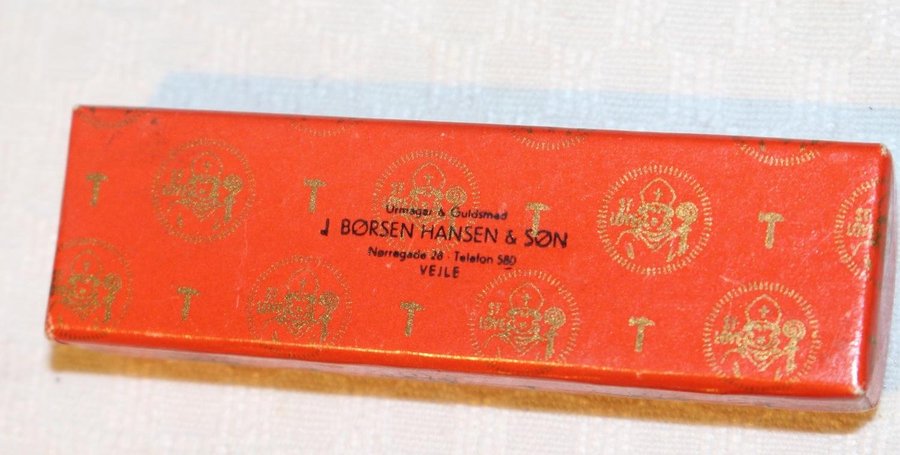 Urmager & Guldsmed
J. BØRSEN HANSEN & SØN
Nørregade 28 - Telefon 580
VEJLE